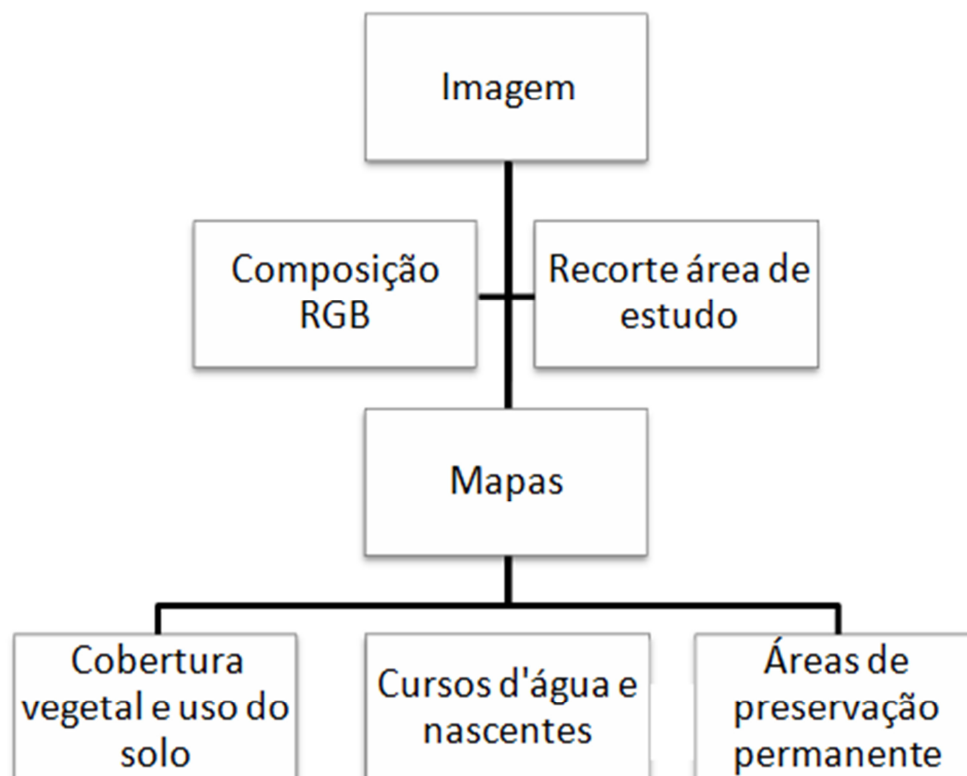 Imagem
Composição
RGB
Recorte área de
estudo
Mapas
Cobertura
vegetal e uso do
solo
Cursos d'água e
nascentes
Áreas de
preservação
permanente